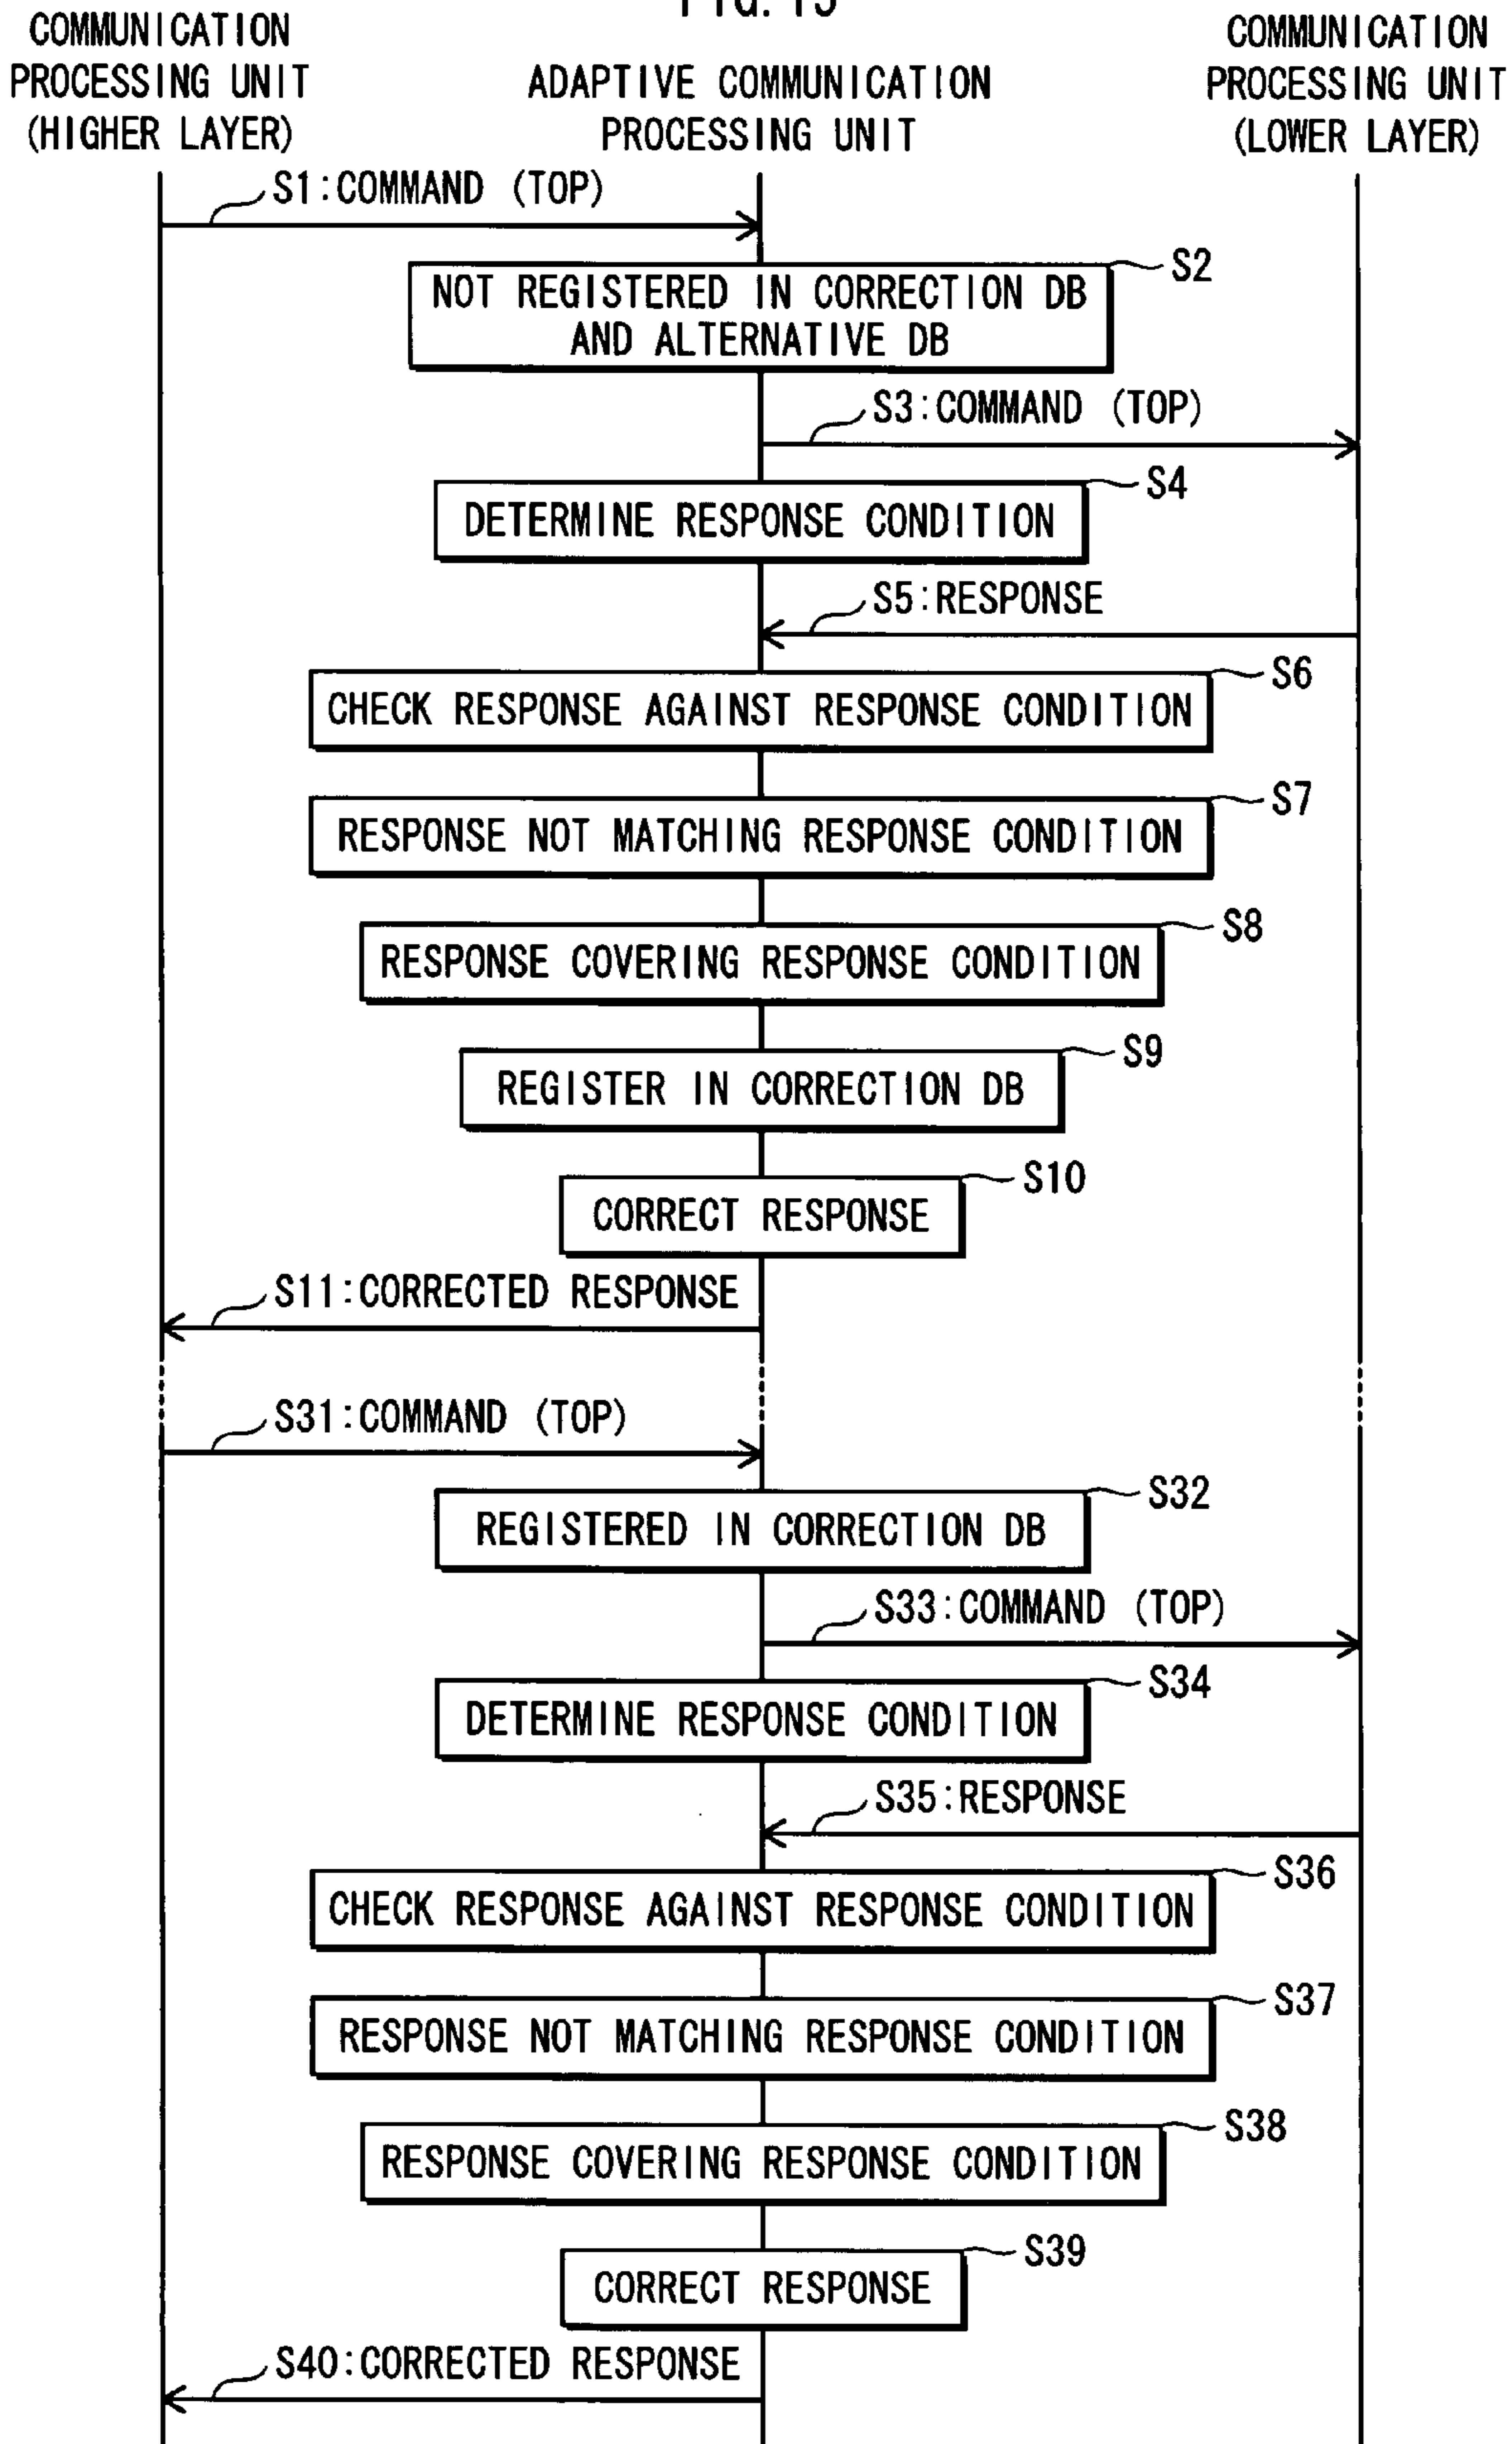 FIG. 13
COMMUNICATION
PROCESSING UNIT
(HIGHER LAYER)
ADAPTIVE COMMUNICATION
PROCESSING UNIT
COMMUNICATION
PROCESSING UNIT
(LOWER LAYER)
S1:COMMAND (TOP)
S2
NOT REGISTERED IN CORRECTION DB
AND ALTERNATIVE DB
S3:COMMAND (TOP)
S4
DETERMINE RESPONSE CONDITION
S5:RESPONSE
S6
CHECK RESPONSE AGAINST RESPONSE CONDITION
S7
RESPONSE NOT MATCHING RESPONSE CONDITION
S8
RESPONSE COVERING RESPONSE CONDITION
S9
REGISTER IN CORRECTION DB
S10
CORRECT RESPONSE
S11:CORRECTED RESPONSE
S31:COMMAND (TOP)
S32
REGISTERED IN CORRECTION DB
S33:COMMAND (TOP)
S34
DETERMINE RESPONSE CONDITION
S35:RESPONSE
S36
CHECK RESPONSE AGAINST RESPONSE CONDITION
S37
RESPONSE NOT MATCHING RESPONSE CONDITION
S38
RESPONSE COVERING RESPONSE CONDITION
S39
CORRECT RESPONSE
S40:CORRECTED RESPONSE